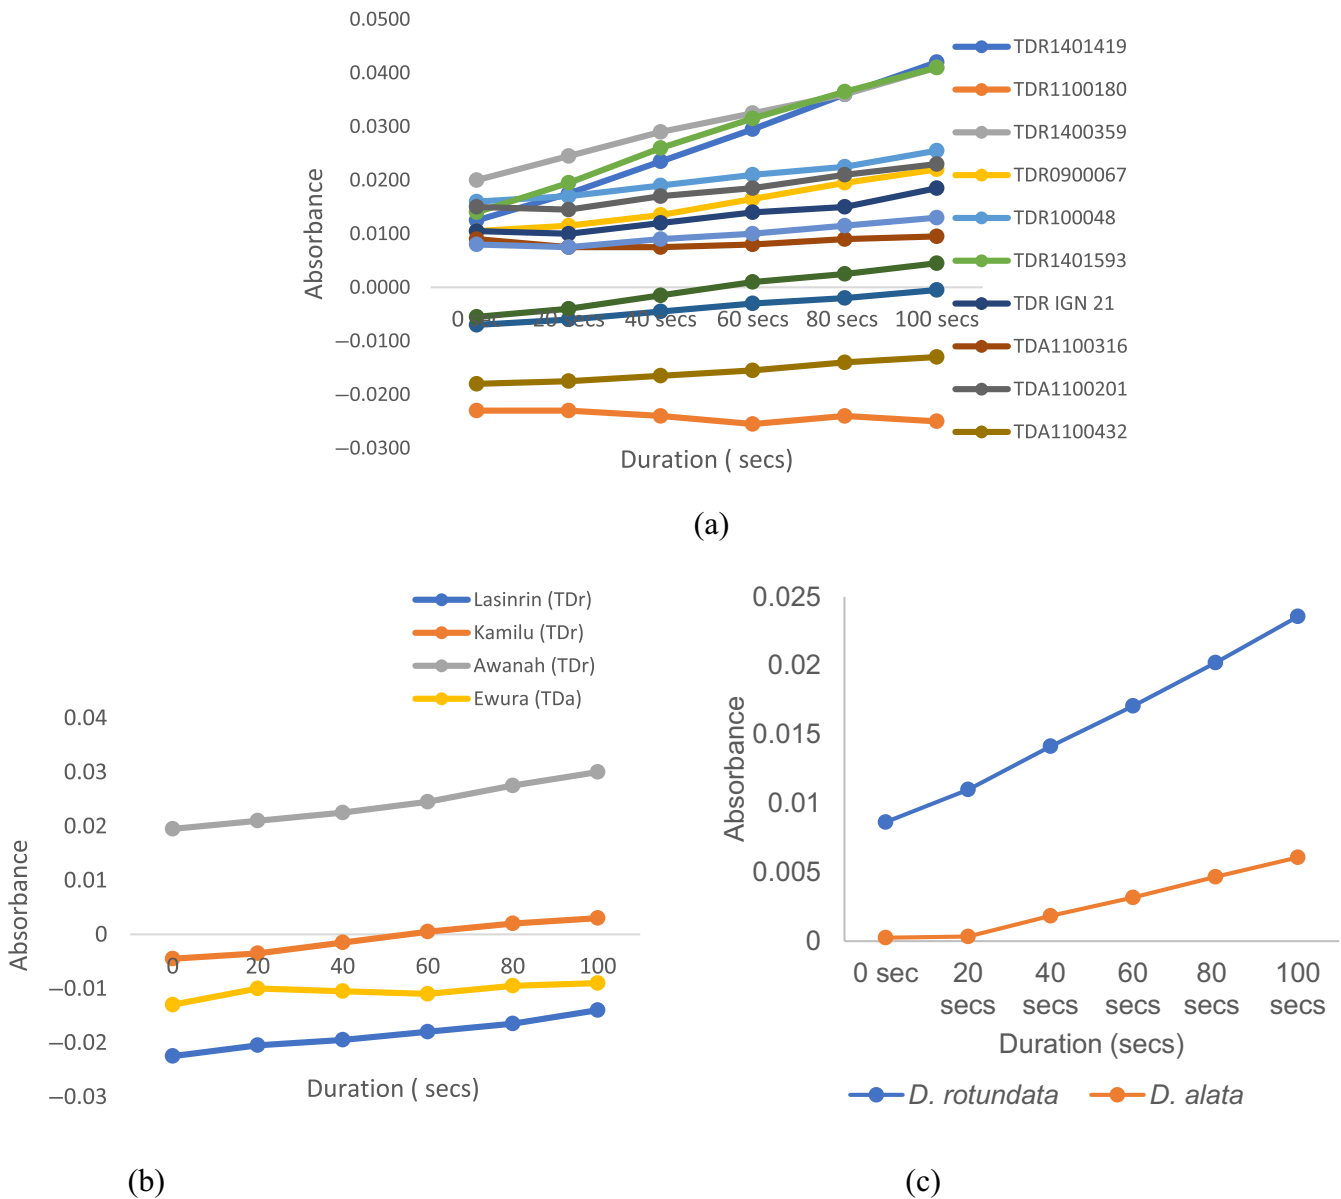 0.0500
0.0400
0.0300
0.0200
0.0100
0.0000
−0.0100
−0.0200
−0.0300
Absorbance
0 sec 20 secs 40 secs 60 secs 80 secs 100 secs
Duration ( secs)
TDR1401419
TDR1100180
TDR1400359
TDR0900067
TDR100048
TDR1401593
TDR IGN 21
TDA1100316
TDA1100201
TDA1100432
(a)
Lasinrin (TDr)
Kamilu (TDr)
Awanah (TDr)
Ewura (TDa)
0.04
0.03
0.02
0.01
0
−0.01
−0.02
−0.03
Absorbance
0 20 40 60 80 100
Duration ( secs)
(b)
0.025
0.02
0.015
0.01
0.005
0
Absorbance
0 sec 20 40 60 80 100
secs secs secs secs secs
Duration (secs)
D. rotundata D. alata
(c)